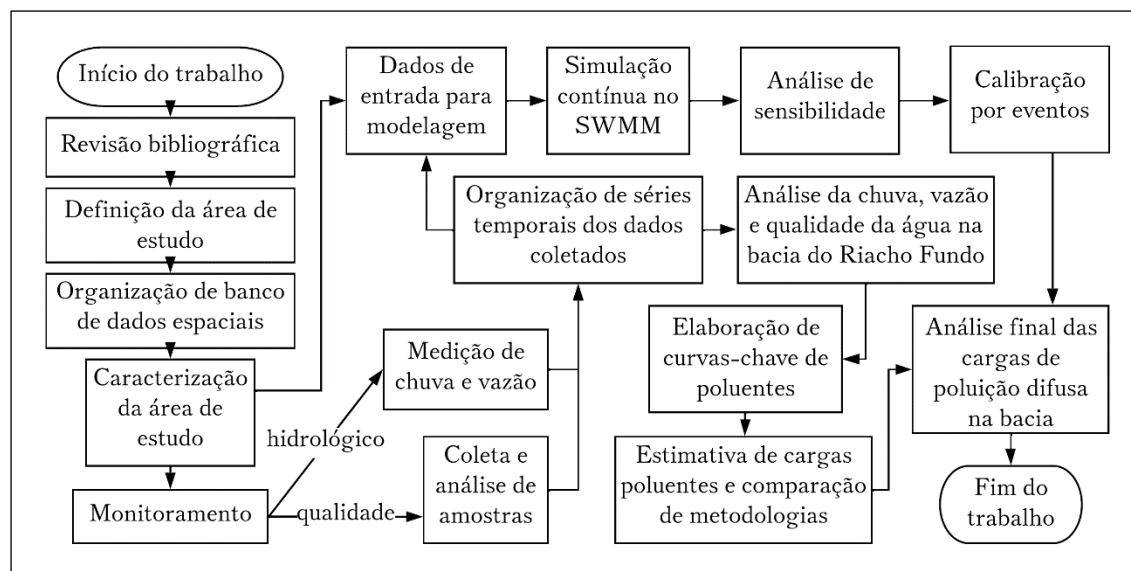 Início do trabalho
Revisão bibliográfica
Definição da área de
estudo
Organização de banco
de dados espaciais
Caracterização
da área de
estudo
Monitoramento
hidrológico
qualidade
Medição de
chuva e vazão
Coleta e
análise de
amostras
Organização de séries
temporais dos dados
coletados
Dados de
entrada para
modelagem
Simulação
contínua no
SWMM
Análise de
sensibilidade
Calibração
por eventos
Análise da chuva, vazão
e qualidade da água na
bacia do Riacho Fundo
Elaboração de
curvas-chave de
poluentes
Estimativa de cargas
poluentes e comparação
de metodologias
Análise final das
cargas de
poluição difusa
na bacia
Fim do
trabalho